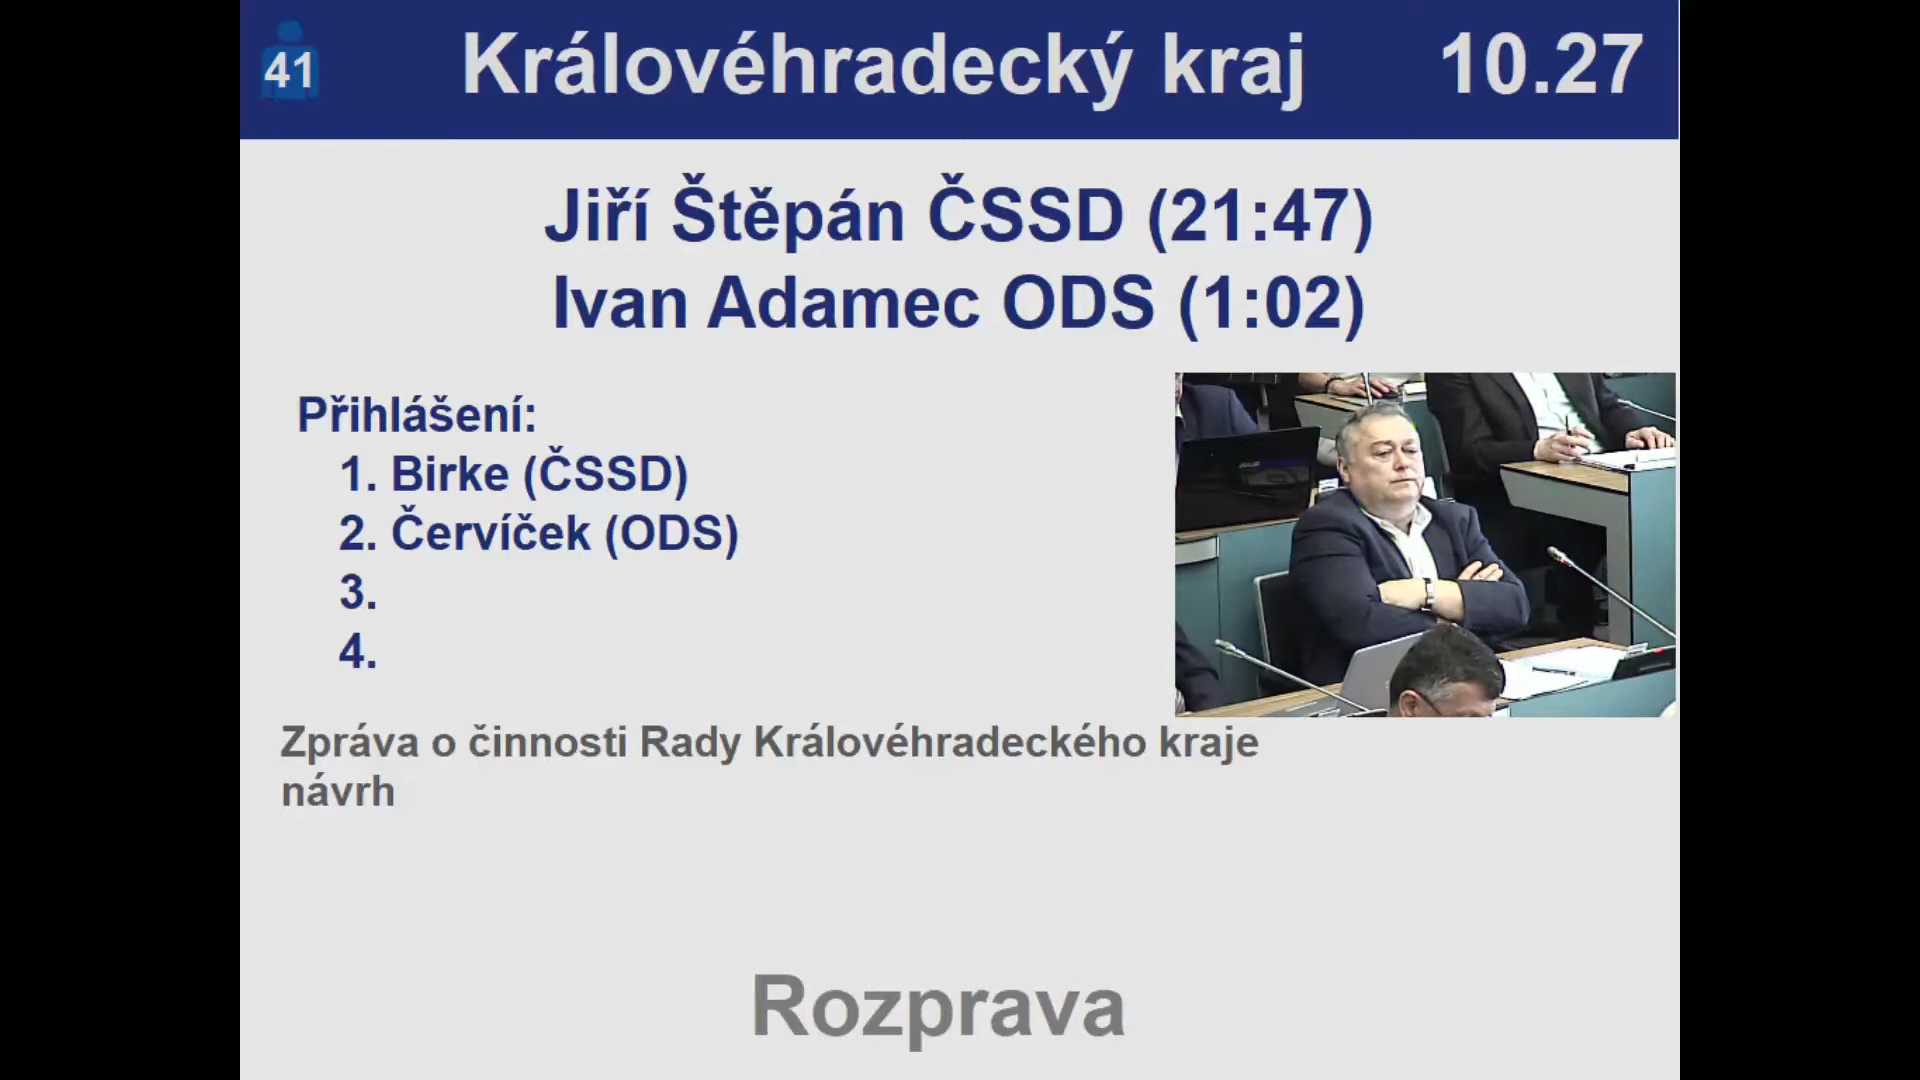 41
Královéhradecký kraj
10.27
Jiří Štěpán ČSSD (21:47)
Ivan Adamec ODS (1:02)
Přihlášení:
1. Birke (ČSSD)
2. Červíček (ODS)
3.
4.
Zpráva o činnosti Rady Královéhradeckého kraje
návrh
Rozprava